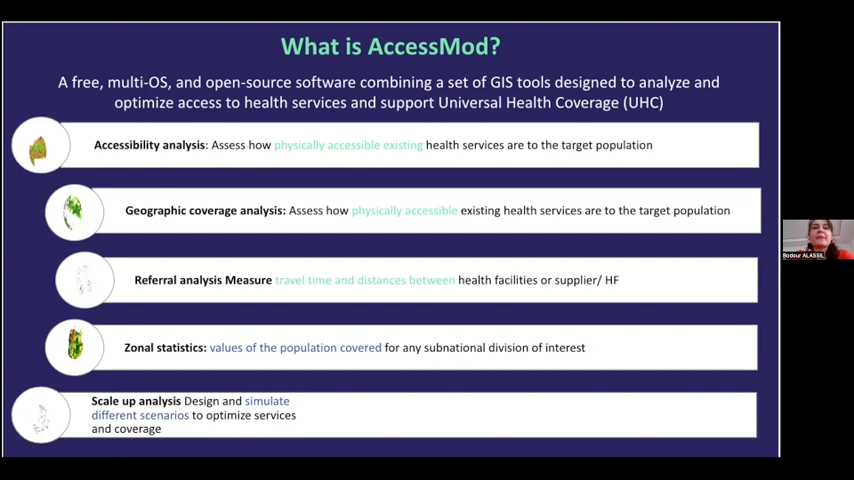 What is AccessMod?
A free, multi-OS, and open-source software combining a set of GIS tools designed to analyze and
optimize access to health services and support Universal Health Coverage (UHC)
Accessibility analysis: Assess how physically accessible existing health services are to the target population
Geographic coverage analysis: Assess how physically accessible existing health services are to the target population
Referral analysis Measure travel time and distances between health facilities or supplier/ HF
Zonal statistics: values of the population covered for any subnational division of interest
Scale up analysis Design and simulate
different scenarios to optimize services
and coverage
Bodour ALASSIL